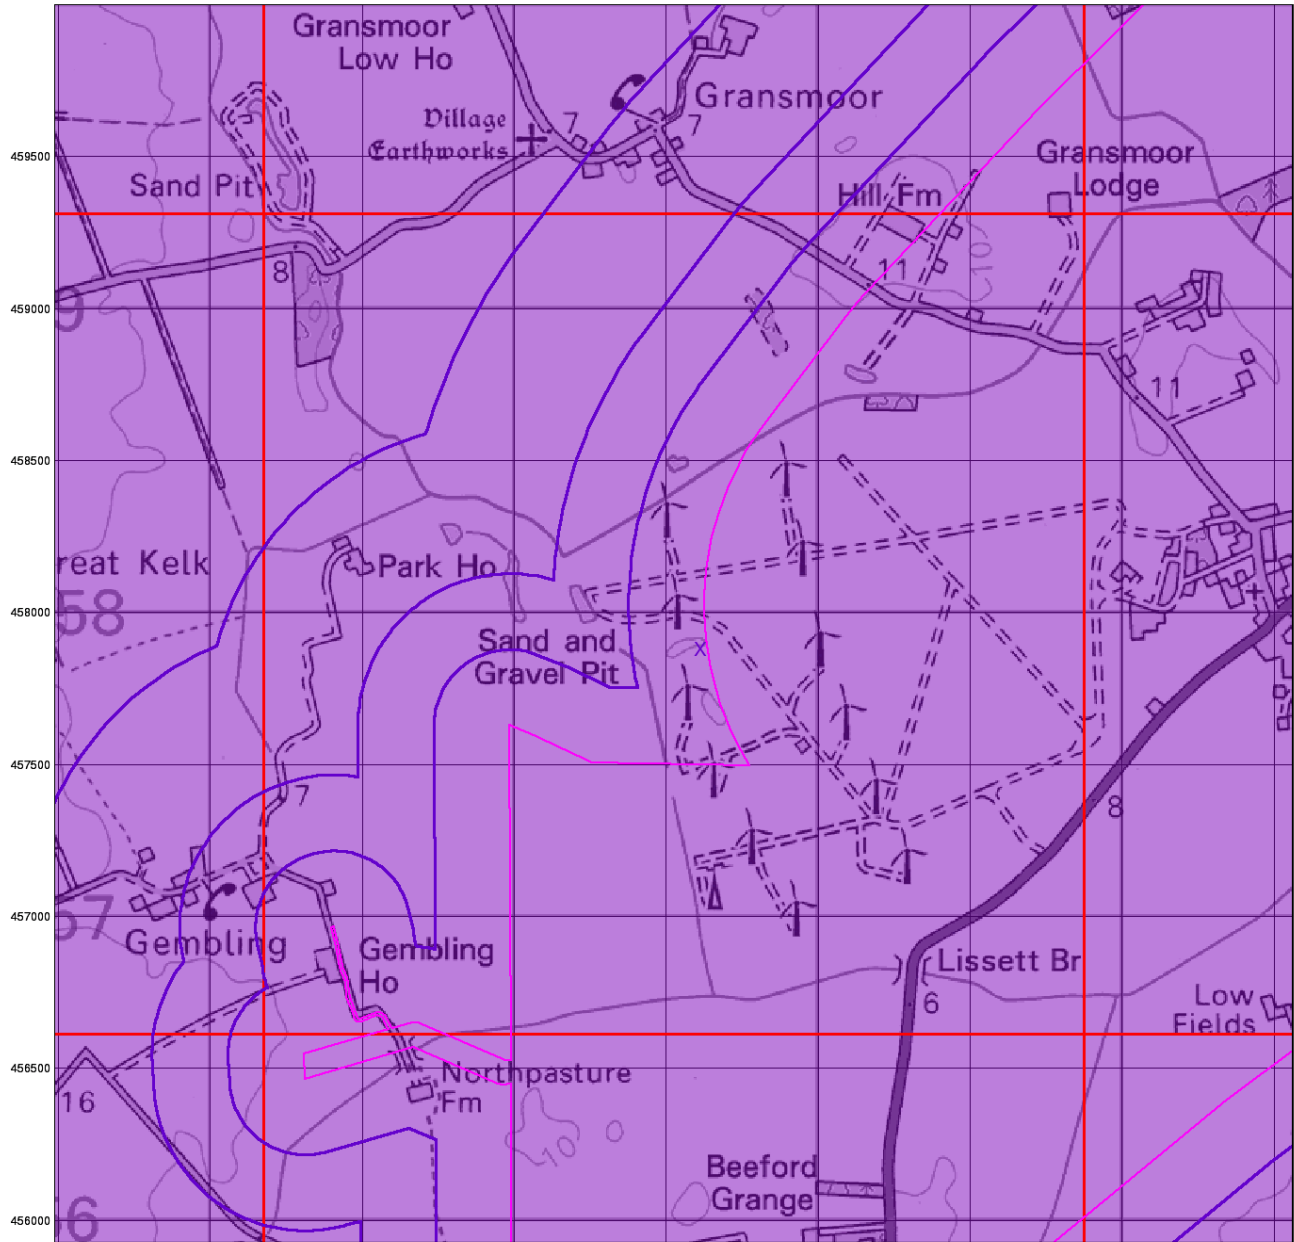 Gransmoor
Low Ho
Gransmoor
Village
Earthworks
7
7
459500
Gransmoor
Lodge
Sand Pit
Hill Fm
8
11
10
9
459000
11
458500
reat Kelk
Park Ho
58
458000
Sand and
Gravel Pit
X
457500
7
8
457000
57
Gembling
Gembling
Ho
Lissett Br
6
Low
Fields
456500
Northpasture
Fm
16
10
Beeford
Grange
456000
56